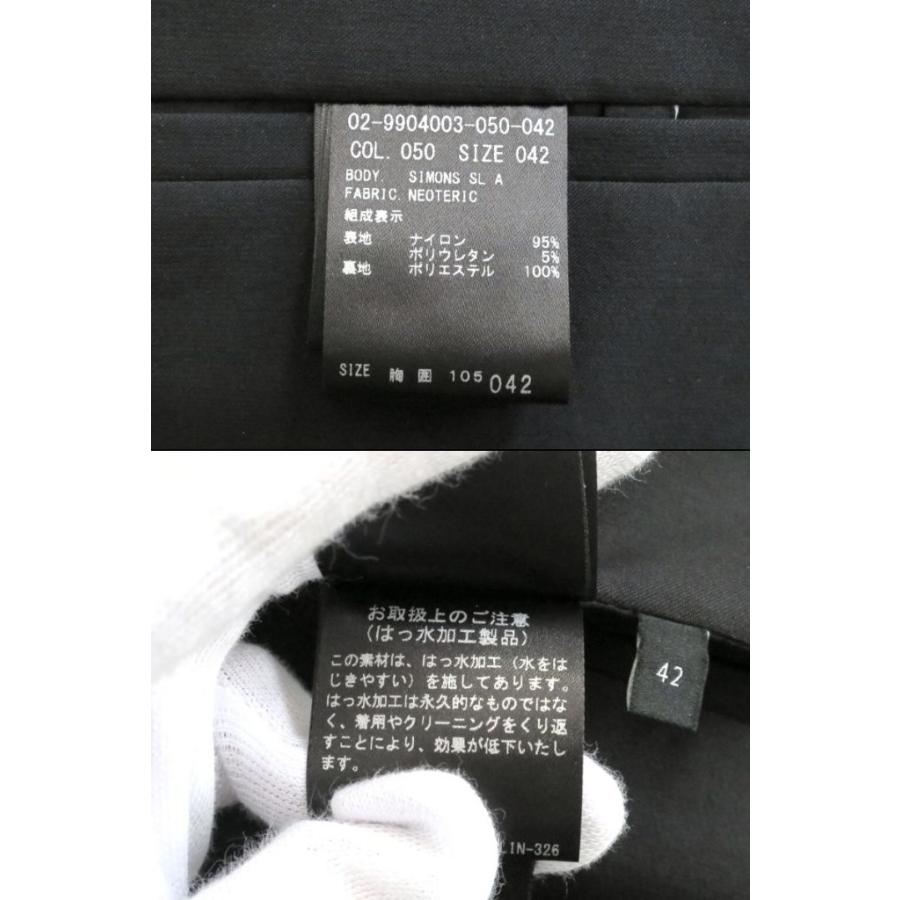 02-9904003-050-042
COL. 050 SIZE 042
BODY. SIMONS SL A
FABRIC. NEOTERIC
組成表示
表地 ナイロン 95%
ポリウレタン 5%
裏地 ポリエステル 100%
SIZE 胸囲 105 042
お取扱上のご注意
(はっ水加工製品)
この素材は、はっ水加工（水をは
じきやすい）を施してあります。
はっ水加工は永久的なものではな
く、着用やクリーニングをくり返
すことにより、効果が低下いたし
ます。
LIN-326
42